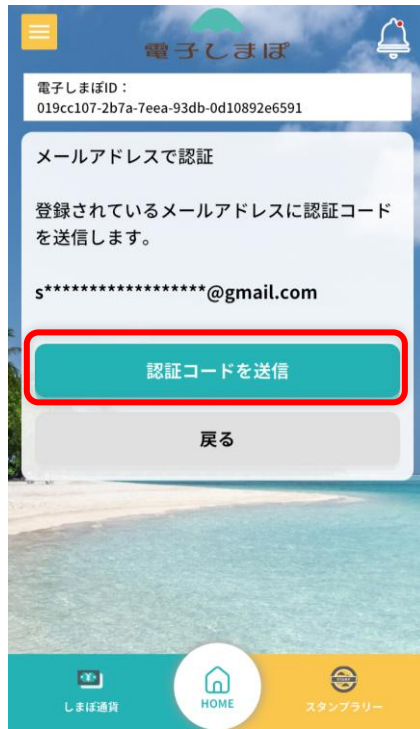 電子しまぽ
電子しまぽID：
019cc107-2b7a-7eea-93db-0d10892e6591
メールアドレスで認証
登録されているメールアドレスに認証コード
を送信します。
s******************@gmail.com
認証コードを送信
戻る
しまぽ通貨
HOME
STAMP
スタンプラリー